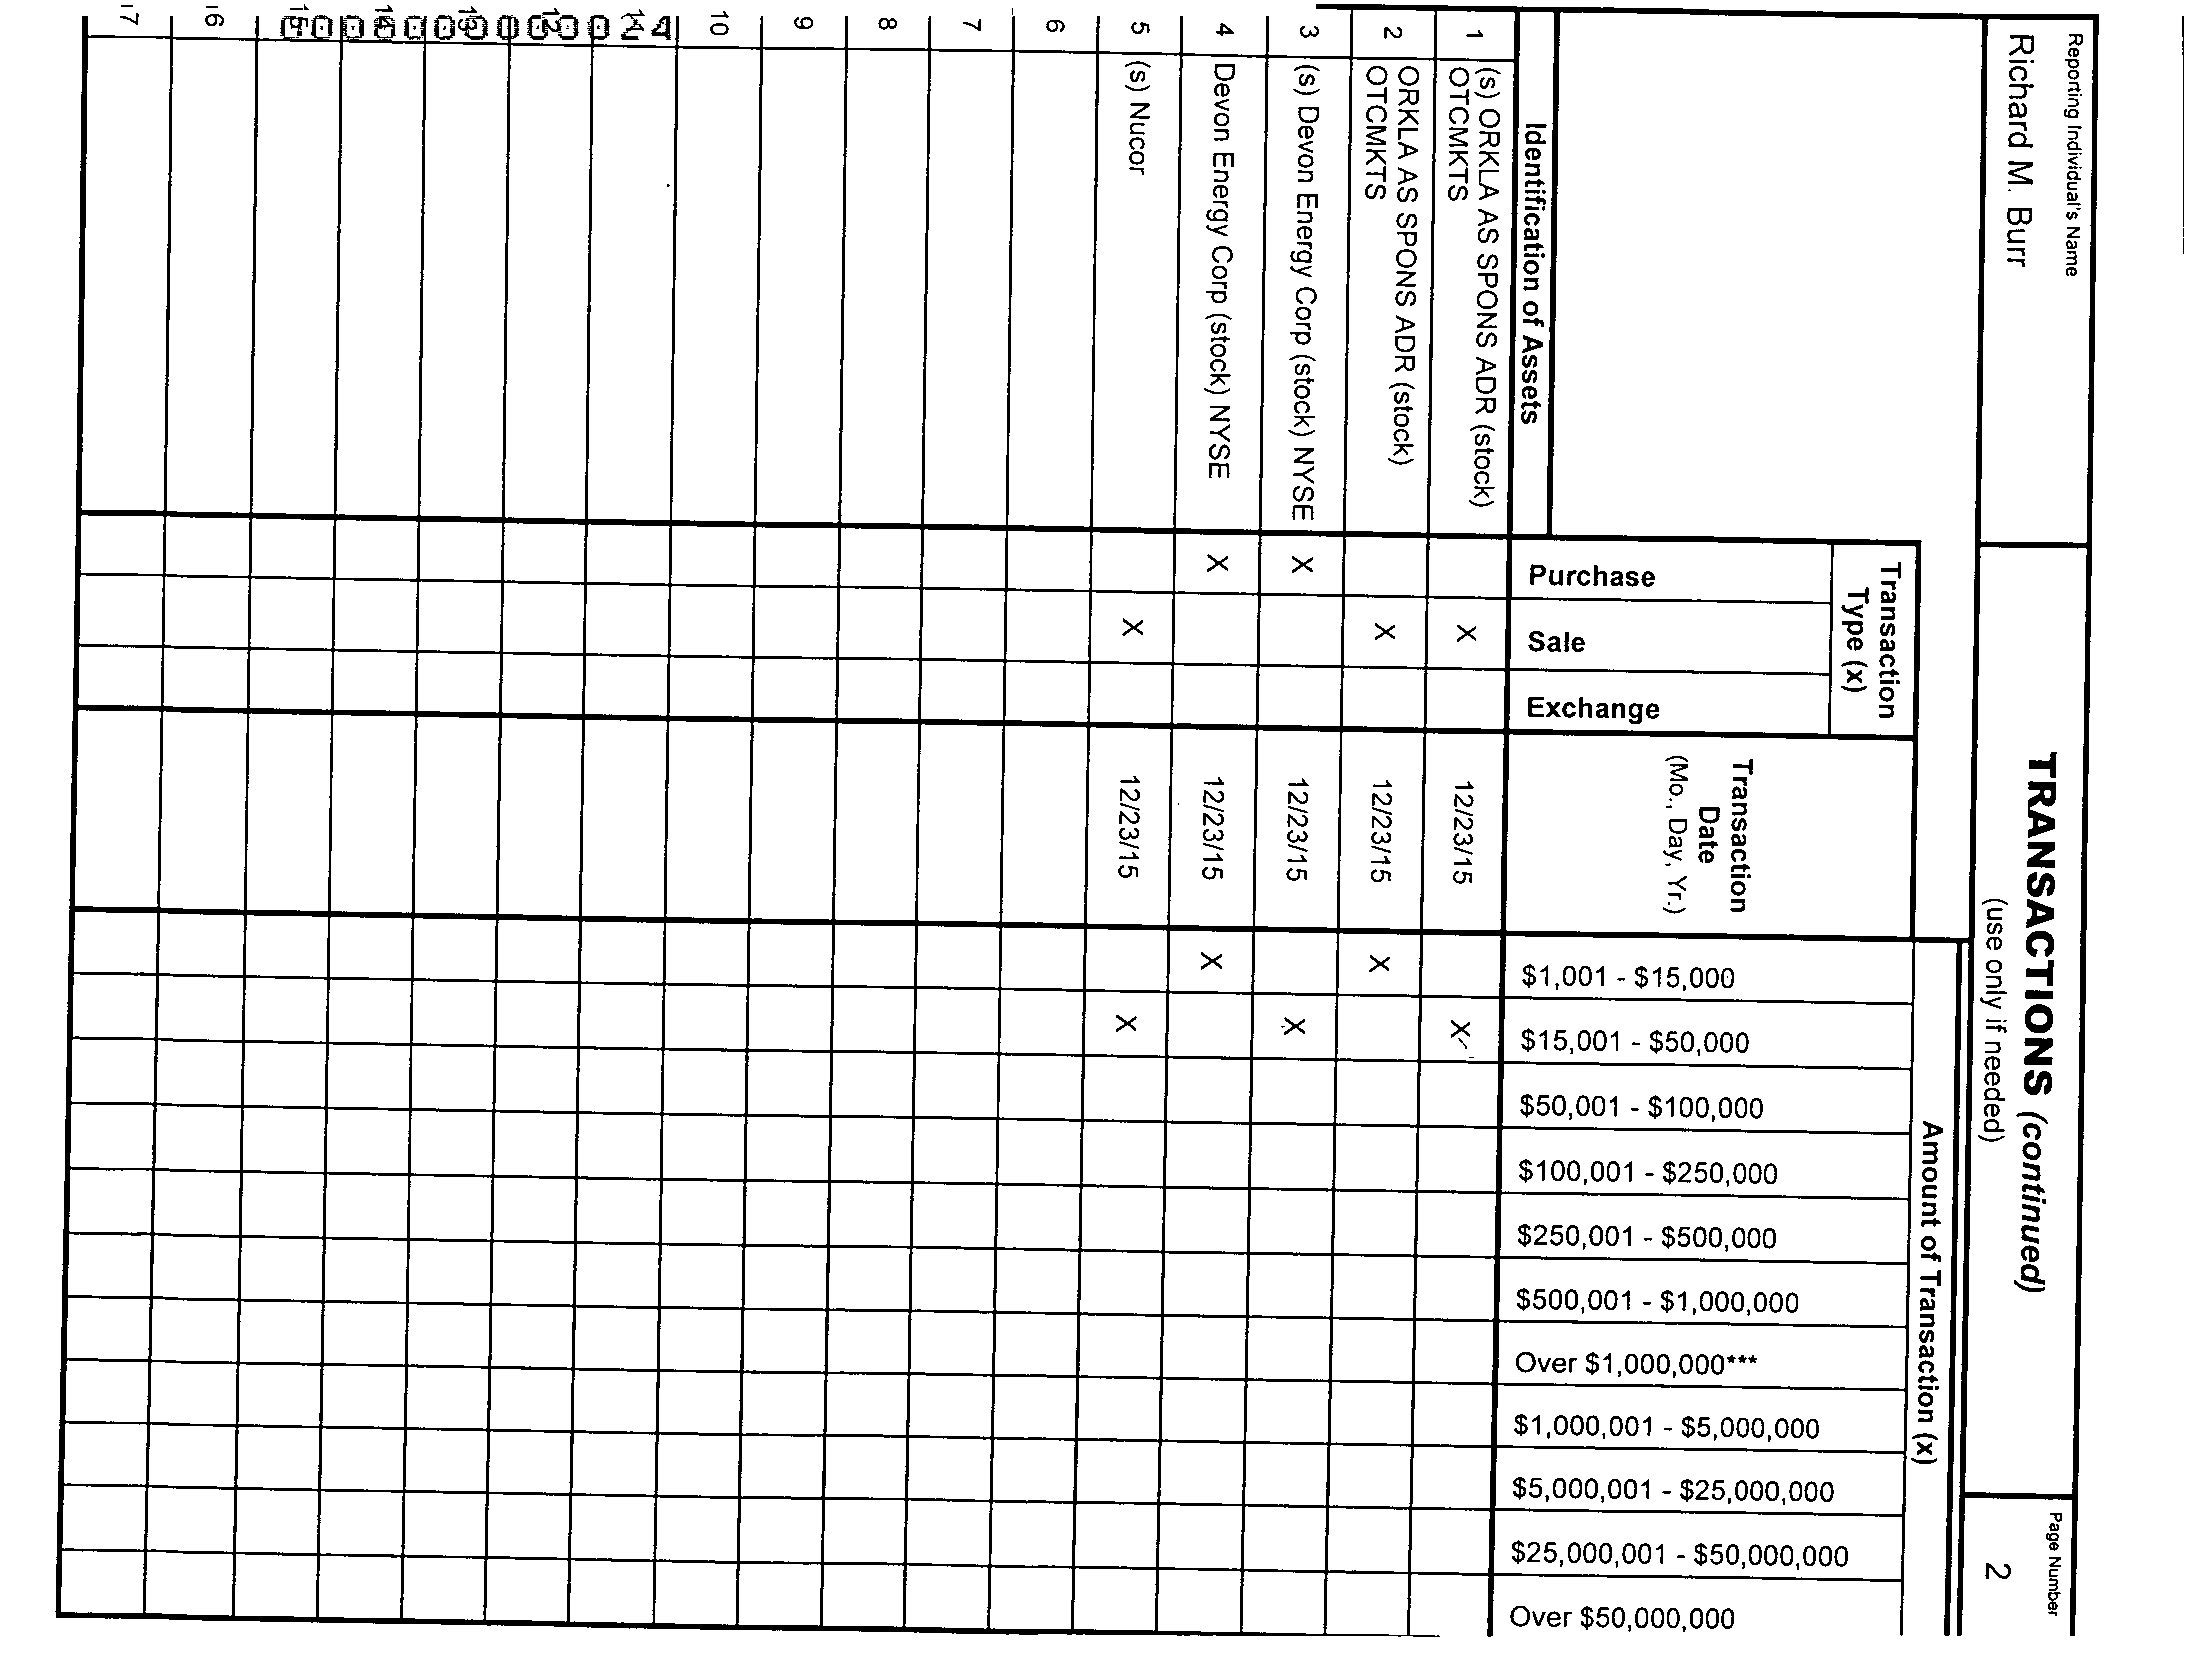 Reporting Individual's Name
Richard M. Burr
TRANSACTIONS (continued)
(use only if needed)
Page Number
2
Identification of Assets
Transaction
Type (x)
Purchase
Sale
Exchange
Transaction
Date
(Mo., Day, Yr.)
Amount of Transaction (x)
$1,001 - $15,000
$15,001 - $50,000
$50,001 - $100,000
$100,001 - $250,000
$250,001 - $500,000
$500,001 - $1,000,000
Over $1,000,000***
$1,000,001 - $5,000,000
$5,000,001 - $25,000,000
$25,000,001 - $50,000,000
Over $50,000,000
1 (s) ORKLA AS SPONS ADR (stock)
OTCMKTS X 12/23/15 X
2 ORKLA AS SPONS ADR (stock)
OTCMKTS X 12/23/15 X
3 (s) Devon Energy Corp (stock) NYSE X 12/23/15 X
4 Devon Energy Corp (stock) NYSE X 12/23/15 X
5 (s) Nucor X 12/23/15 X
6
7
8
9
10
16
17